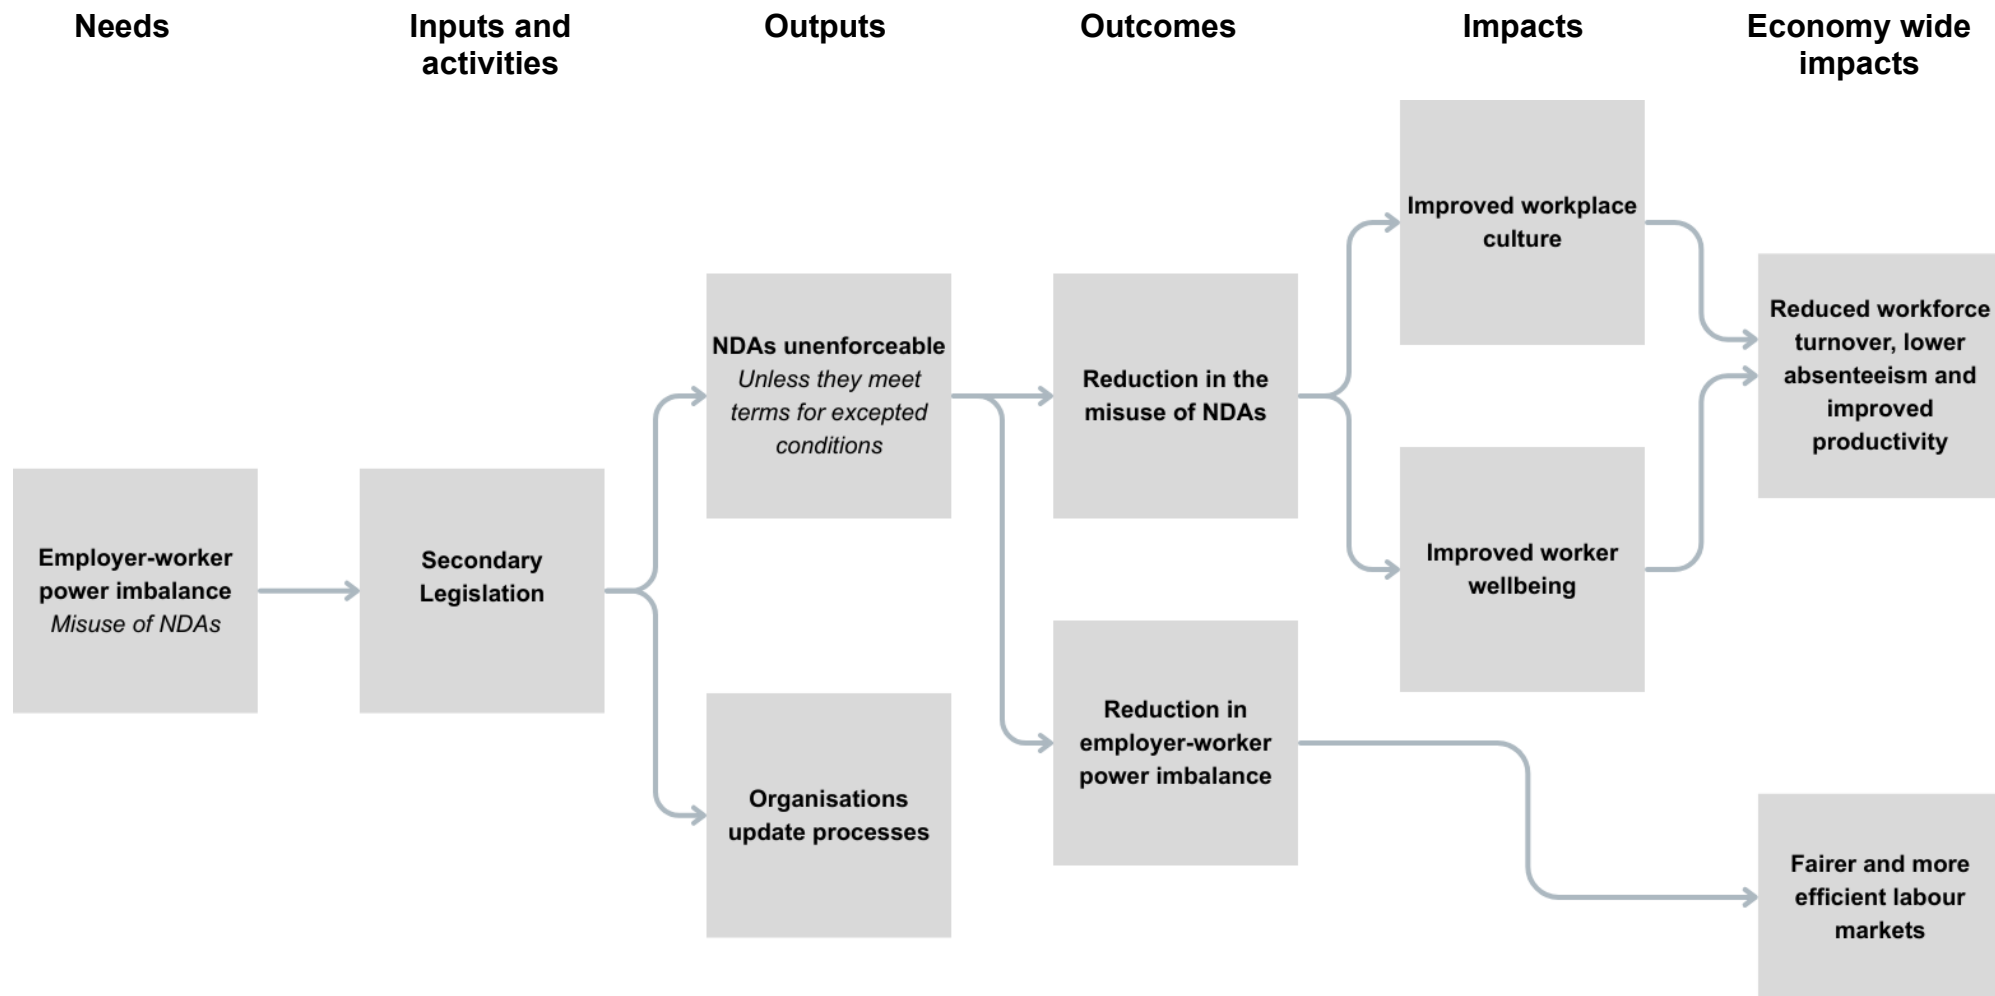 Needs
Inputs and
activities
Outputs
Outcomes
Impacts
Economy wide
impacts
Employer-worker
power imbalance
Misuse of NDAs
Secondary
Legislation
NDAs unenforceable
Unless they meet
terms for excepted
conditions
Organisations
update processes
Reduction in the
misuse of NDAs
Reduction in
employer-worker
power imbalance
Improved workplace
culture
Improved worker
wellbeing
Reduced workforce
turnover, lower
absenteeism and
improved
productivity
Fairer and more
efficient labour
markets